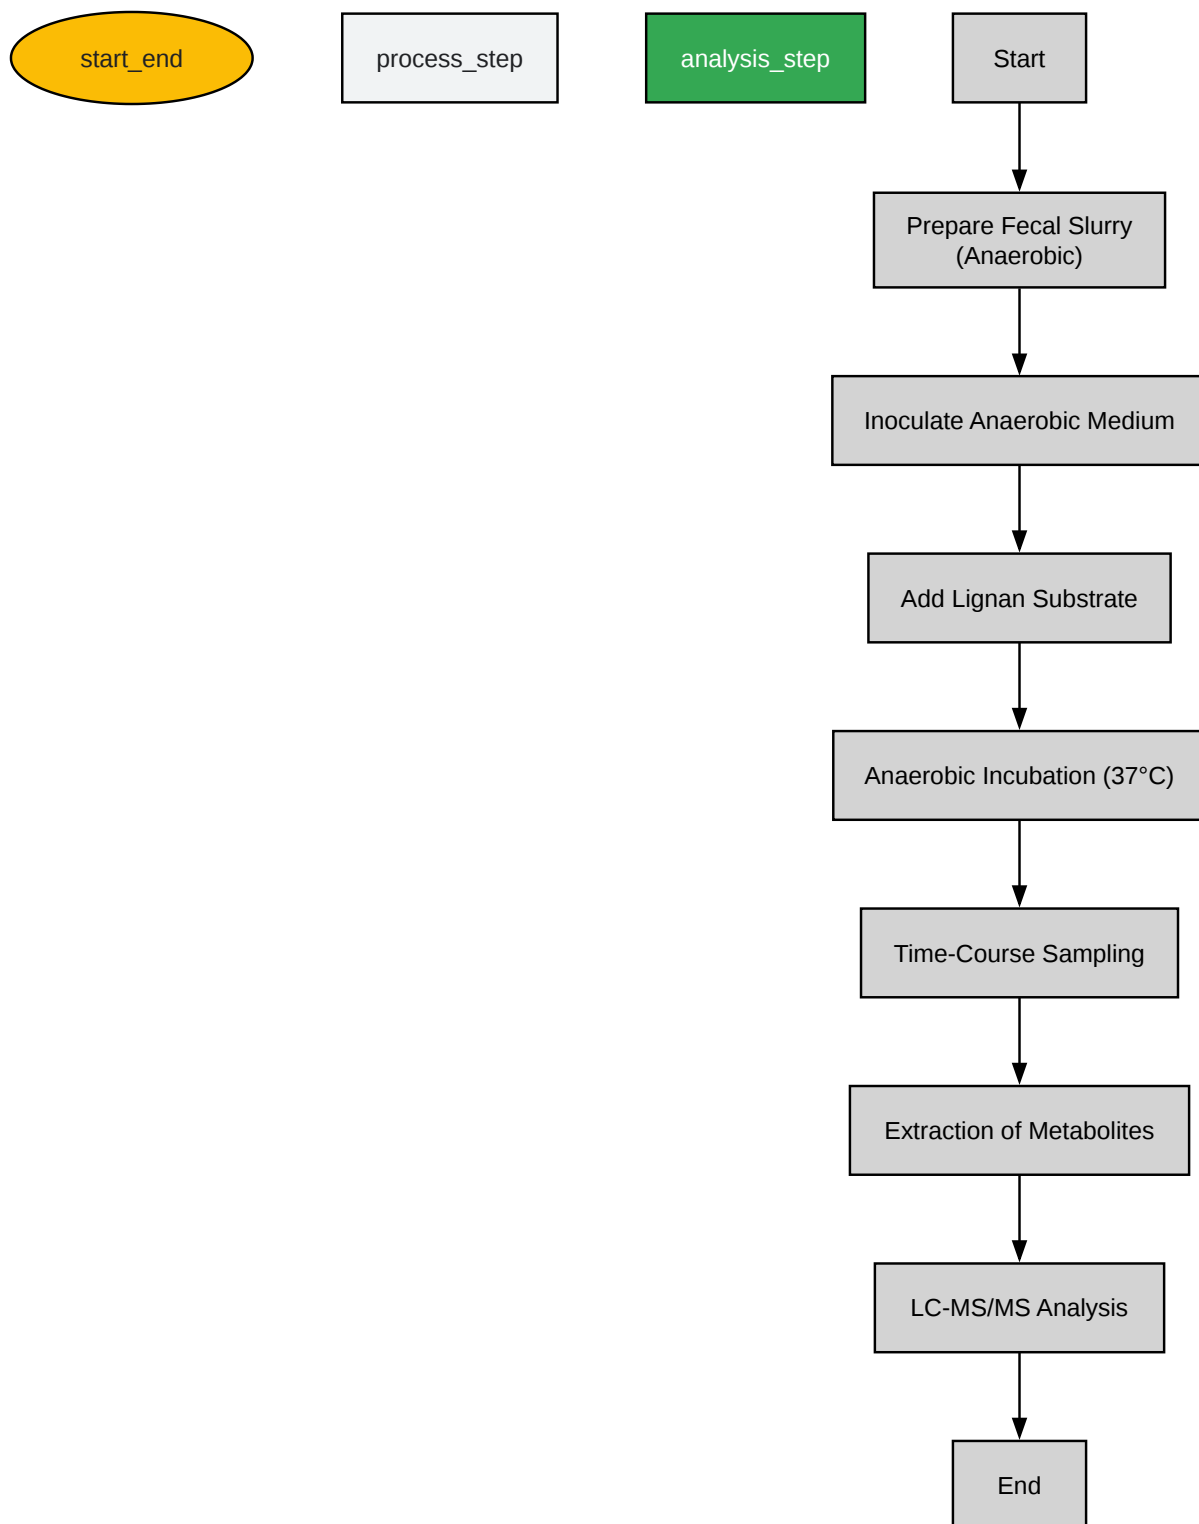 start_end
process_step
analysis_step
Start
Prepare Fecal Slurry
(Anaerobic)
Inoculate Anaerobic Medium
Add Lignan Substrate
Anaerobic Incubation (37°C)
Time-Course Sampling
Extraction of Metabolites
LC-MS/MS Analysis
End